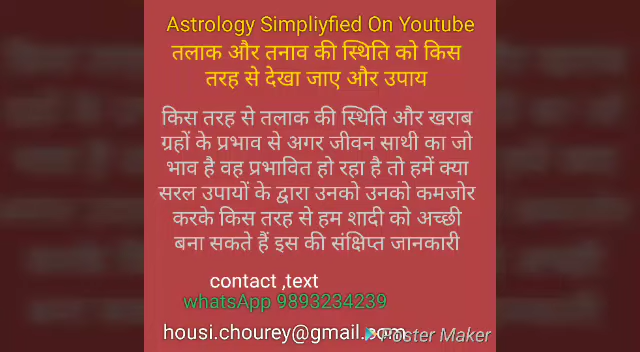 Astrology Simpliyfied On Youtube
तलाक और तनाव की स्थिति को किस
तरह से देखा जाए और उपाय
किस तरह से तलाक की स्थिति और खराब
ग्रहों के प्रभाव से अगर जीवन साथी का जो
भाव है वह प्रभावित हो रहा है तो हमें क्या
सरल उपायों के द्वारा उनको उनको कमजोर
करके किस तरह से हम शादी को अच्छी
बना सकते हैं इस की संक्षिप्त जानकारी
contact ,text
whatsApp 9893234239
housi.chourey@gmail.com
Poster Maker